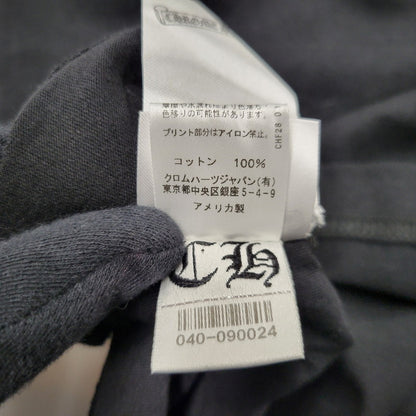 色移りの可能性があります。
プリント部分はアイロン禁止。
CHF28
コットン 100%
クロムハーツジャパン(有)
東京都中央区銀座5-4-9
アメリカ製
CH
040-090024